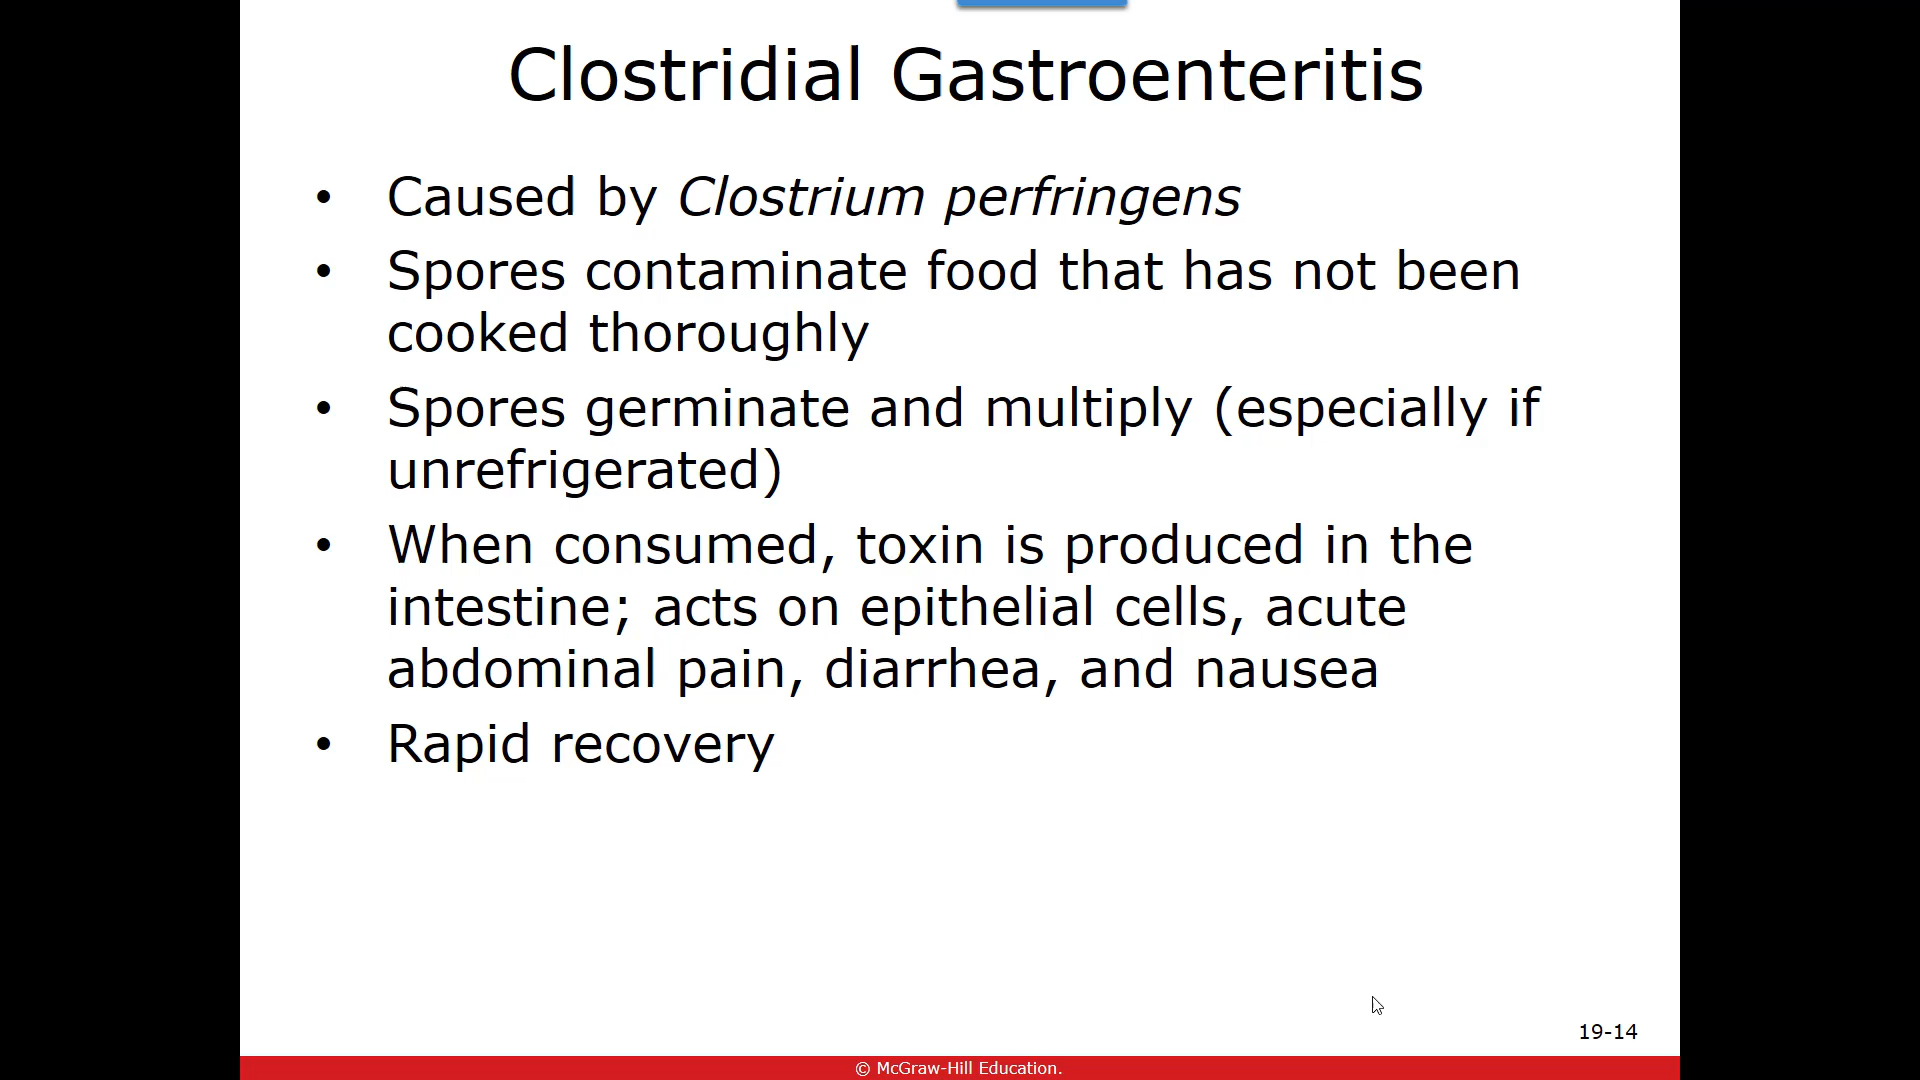 Clostridial Gastroenteritis
• Caused by Clostrium perfringens
• Spores contaminate food that has not been
cooked thoroughly
• Spores germinate and multiply (especially if
unrefrigerated)
• When consumed, toxin is produced in the
intestine; acts on epithelial cells, acute
abdominal pain, diarrhea, and nausea
• Rapid recovery
19-14
© McGraw-Hill Education.